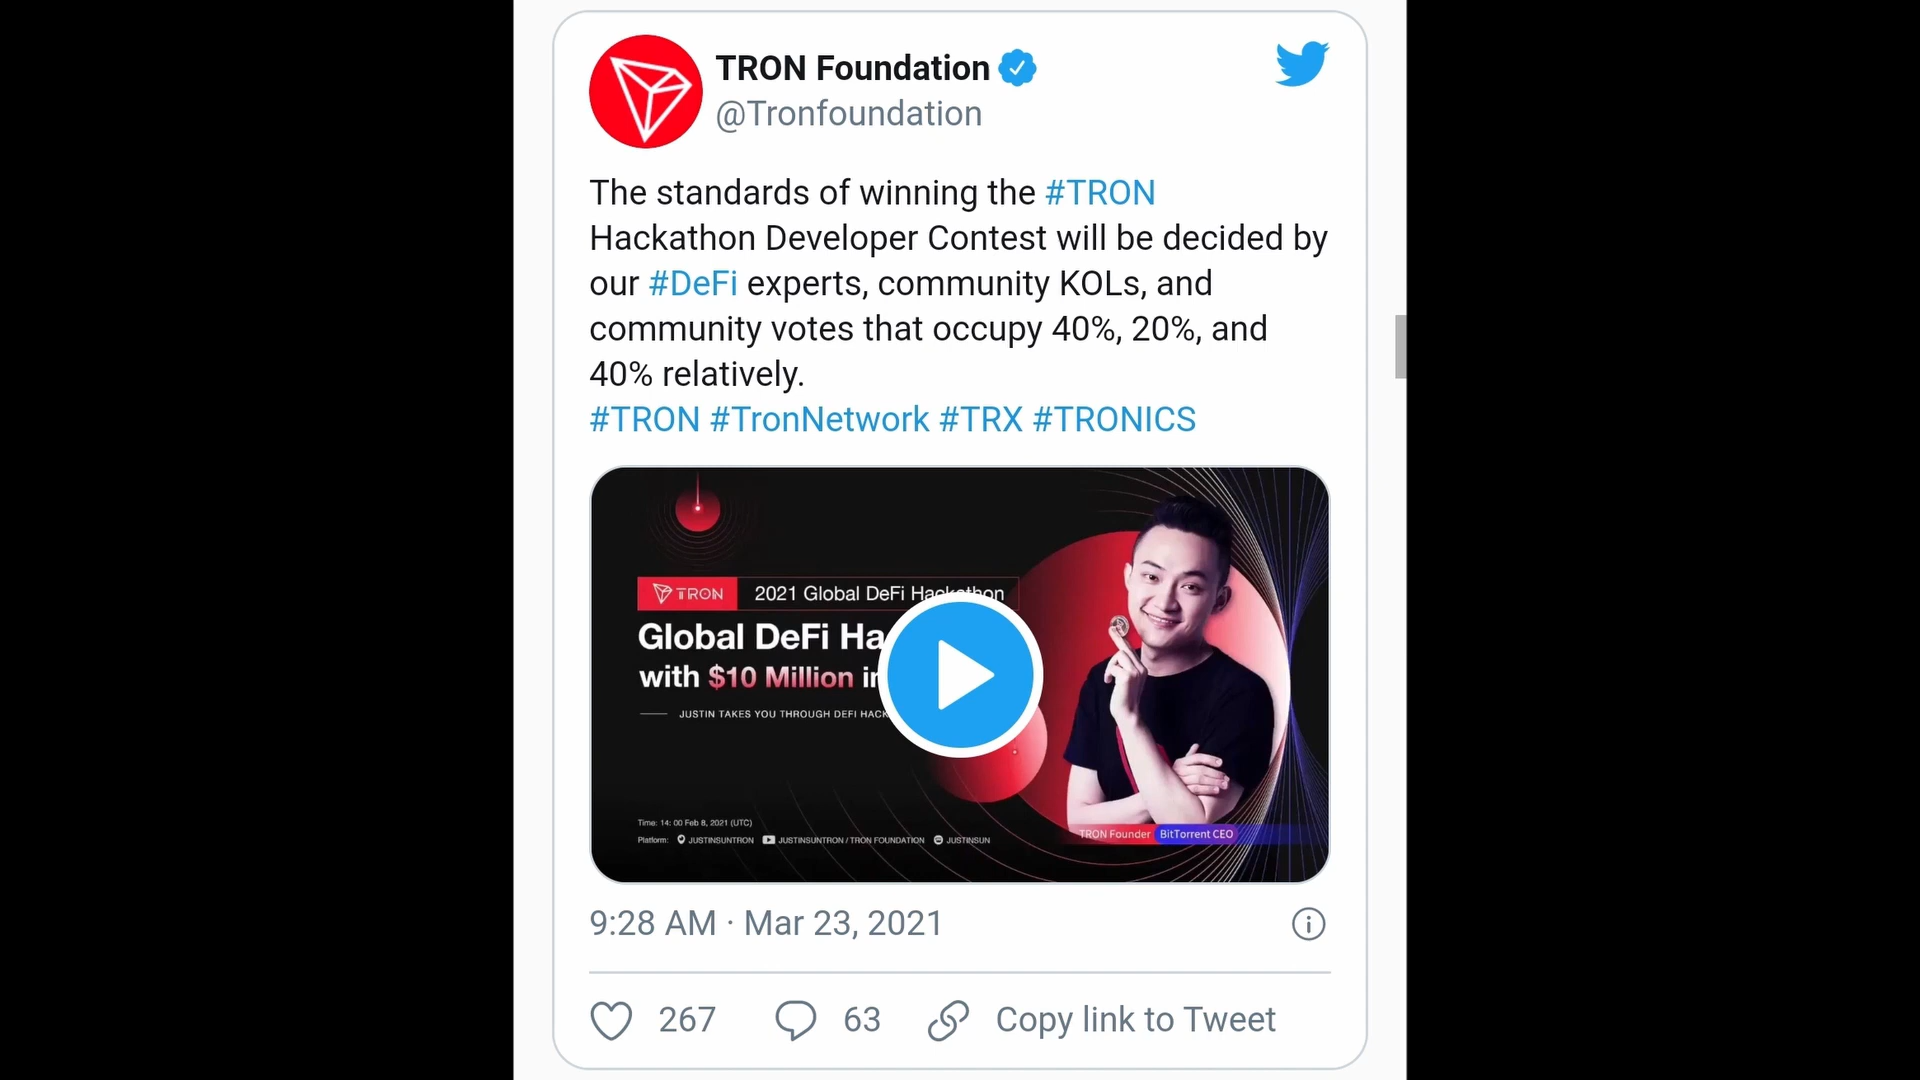 TRON Foundation
@Tronfoundation
The standards of winning the #TRON
Hackathon Developer Contest will be decided by
our #DeFi experts, community KOLs, and
community votes that occupy 40%, 20%, and
40% relatively.
#TRON #TronNetwork #TRX #TRONICS
TRON 2021 Global DeFi Hackathon
Global DeFi Ha
with $10 Million in
JUSTIN TAKES YOU THROUGH DEFI HACK
Time: 14: 00 Feb 8, 2021 (UTC)
Platform: JUSTINSUNTRON JUSTINSUNTRON / TRON FOUNDATION JUSTINSUN
TRON Founder BitTorrent CEO
9:28 AM · Mar 23, 2021
267 63 Copy link to Tweet